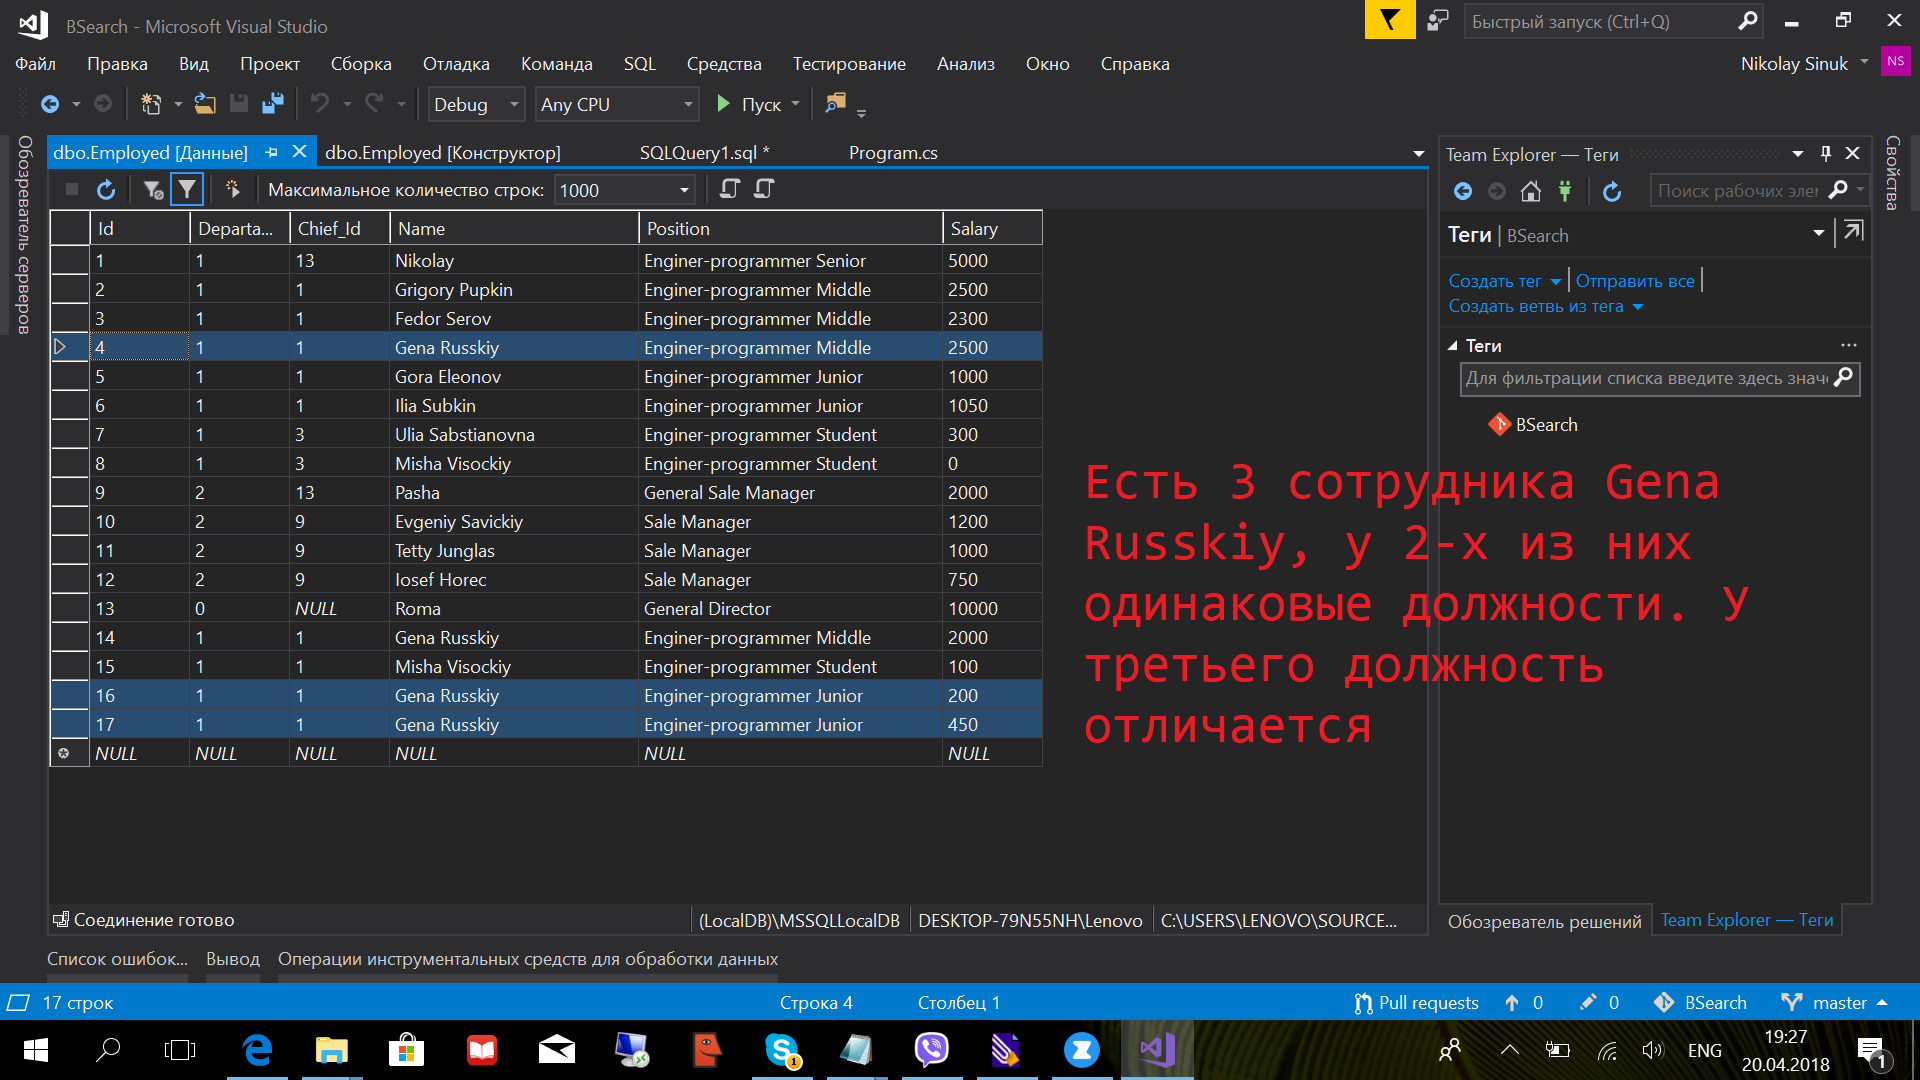 BSearch - Microsoft Visual Studio
Быстрый запуск (Ctrl+Q)
Файл Правка Вид Проект Сборка Отладка Команда SQL Средства Тестирование Анализ Окно Справка
Nikolay Sinuk NS
Debug Any CPU Пуск
Обозреватель серверов
dbo.Employed [Данные] dbo.Employed [Конструктор] SQLQuery1.sql * Program.cs
Максимальное количество строк: 1000
Id Departa... Chief_Id Name Position Salary
1 1 13 Nikolay Enginer-programmer Senior 5000
2 1 1 Grigory Pupkin Enginer-programmer Middle 2500
3 1 1 Fedor Serov Enginer-programmer Middle 2300
4 1 1 Gena Russkiy Enginer-programmer Middle 2500
5 1 1 Gora Eleonov Enginer-programmer Junior 1000
6 1 1 Ilia Subkin Enginer-programmer Junior 1050
7 1 3 Ulia Sabstianovna Enginer-programmer Student 300
8 1 3 Misha Visockiy Enginer-programmer Student 0
9 2 13 Pasha General Sale Manager 2000
10 2 9 Evgeniy Savickiy Sale Manager 1200
11 2 9 Tetty Junglas Sale Manager 1000
12 2 9 Iosef Horec Sale Manager 750
13 0 NULL Roma General Director 10000
14 1 1 Gena Russkiy Enginer-programmer Middle 2000
15 1 1 Misha Visockiy Enginer-programmer Student 100
16 1 1 Gena Russkiy Enginer-programmer Junior 200
17 1 1 Gena Russkiy Enginer-programmer Junior 450
NULL NULL NULL NULL NULL NULL
Есть 3 сотрудника Gena
Russkiy, у 2-х из них
одинаковые должности. У
третьего должность
отличается
Team Explorer — Теги
Поиск рабочих элег
Теги | BSearch
Создать тег Отправить все
Создать ветвь из тега
Теги
Для фильтрации списка введите здесь значе
BSearch
Свойства
Соединение готово (LocalDB)\MSSQLLocalDB DESKTOP-79N55NH\Lenovo C:\USERS\LENOVO\SOURCE...
Обозреватель решений Team Explorer — Теги
Список ошибок... Вывод Операции инструментальных средств для обработки данных
17 строк Строка 4 Столбец 1 Pull requests 0 0 BSearch master
1
ENG
19:27
20.04.2018
1